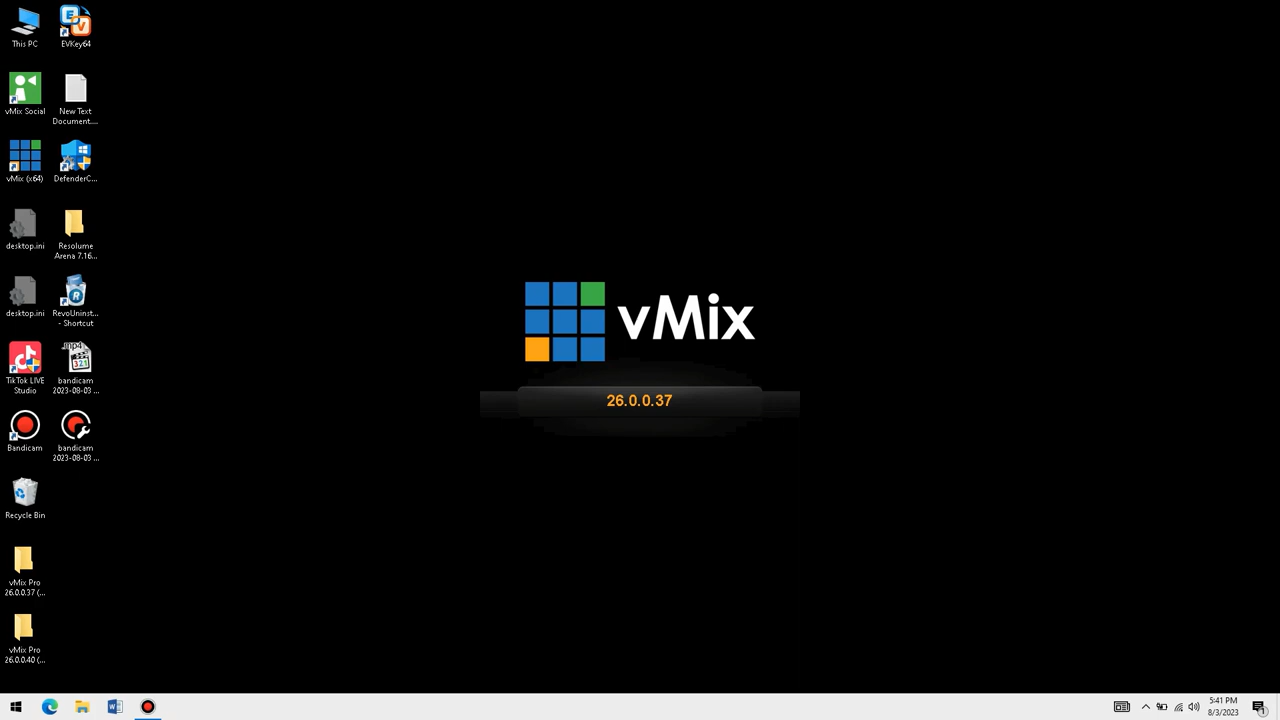 This PC
EVKey64
vMix Social
New Text
Document....
vMix (x64)
DefenderC...
desktop.ini
Resolume
Arena 7.16...
desktop.ini
RevoUninst...
- Shortcut
TikTok LIVE
Studio
mp4
321
bandicam
2023-08-03 ...
Bandicam
bandicam
2023-08-03 ...
Recycle Bin
vMix Pro
26.0.0.37 (...
vMix Pro
26.0.0.40 (...
vMix
26.0.0.37
5:41 PM
8/3/2023
1